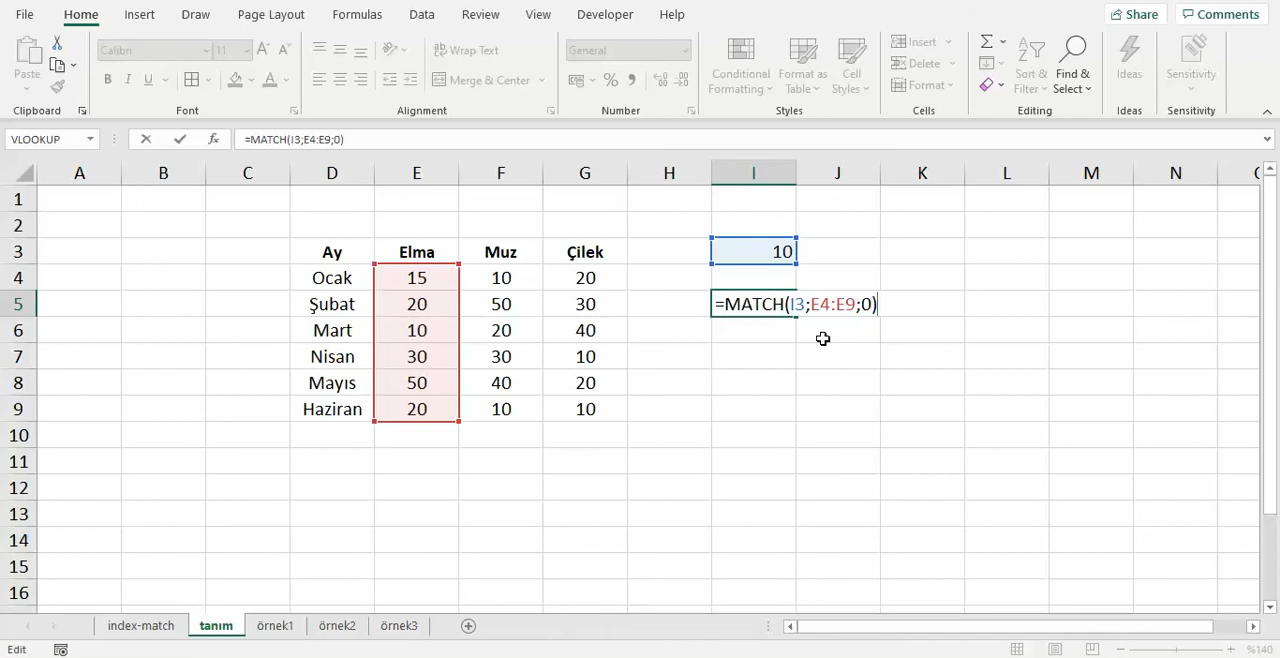 File Home Insert Draw Page Layout Formulas Data Review View Developer Help Share Comments
Paste
Calibri 11
Wrap Text
Merge & Center
General
Conditional Formatting
Format as Table
Cell Styles
Insert
Delete
Format
Sort & Filter
Find & Select
Ideas
Sensitivity
Clipboard Font Alignment Number Styles Cells Editing Ideas Sensitivity
VLOOKUP fx =MATCH(I3;E4:E9;0)
A B C D E F G H I J K L M N
1
2
3 Ay Elma Muz Çilek 10
4 Ocak 15 10 20
5 Şubat 20 50 30 =MATCH(I3;E4:E9;0)
6 Mart 10 20 40
7 Nisan 30 30 10
8 Mayıs 50 40 20
9 Haziran 20 10 10
10
11
12
13
14
15
16
index-match tanım örnek1 örnek2 örnek3
Edit %140